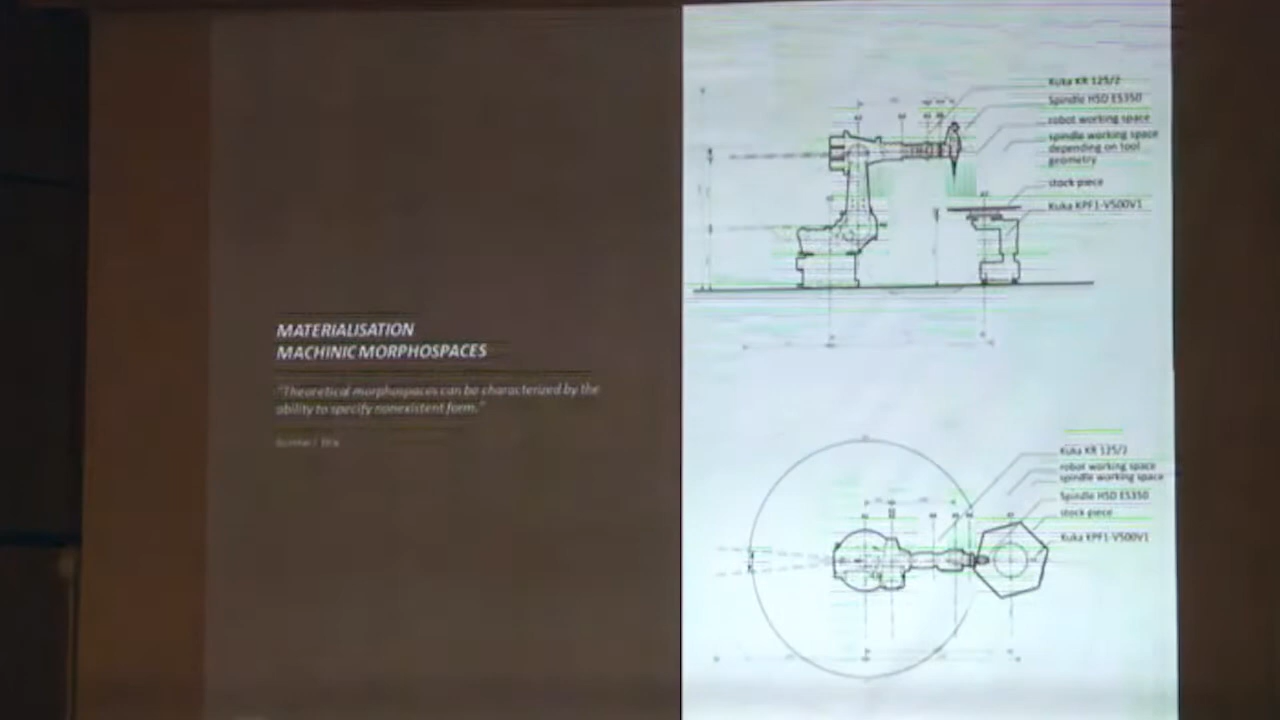 MATERIALISATION
MACHINIC MORPHOSPACES
"Theoretical morphospaces can be characterized by the
ability to specify nonexistent form."
Kuka KR 125/2
Spindle HSD ES350
robot working space
spindle working space
depending on tool
geometry
stock piece
Kuka KPF1-V500V1
Kuka KR 125/2
robot working space
spindle working space
Spindle HSD ES350
stock piece
Kuka KPF1-V500V1